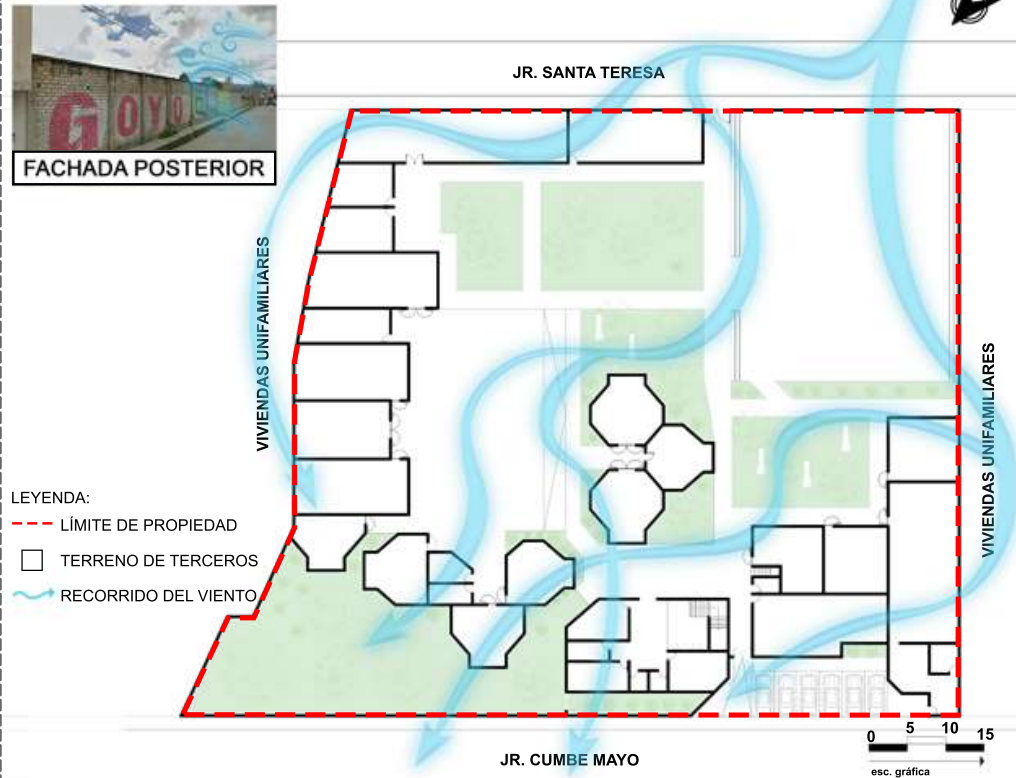 GOYO
FACHADA POSTERIOR
JR. SANTA TERESA
VIVIENDAS UNIFAMILIARES
VIVIENDAS UNIFAMILIARES
LEYENDA:
LÍMITE DE PROPIEDAD
TERRENO DE TERCEROS
RECORRIDO DEL VIENTO
JR. CUMBE MAYO
0 5 10 15
esc. gráfica